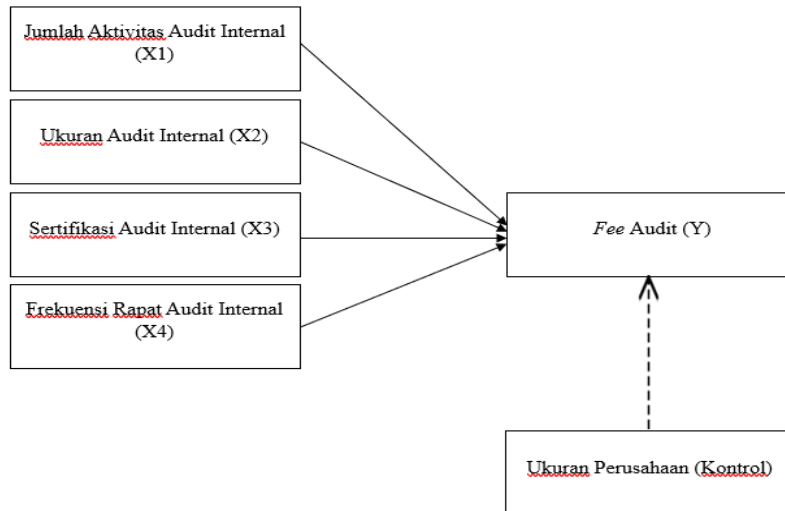 Jumlah Aktivitas Audit Internal
(X1)
Ukuran Audit Internal (X2)
Sertifikasi Audit Internal (X3)
Frekuensi Rapat Audit Internal
(X4)
Fee Audit (Y)
Ukuran Perusahaan (Kontrol)